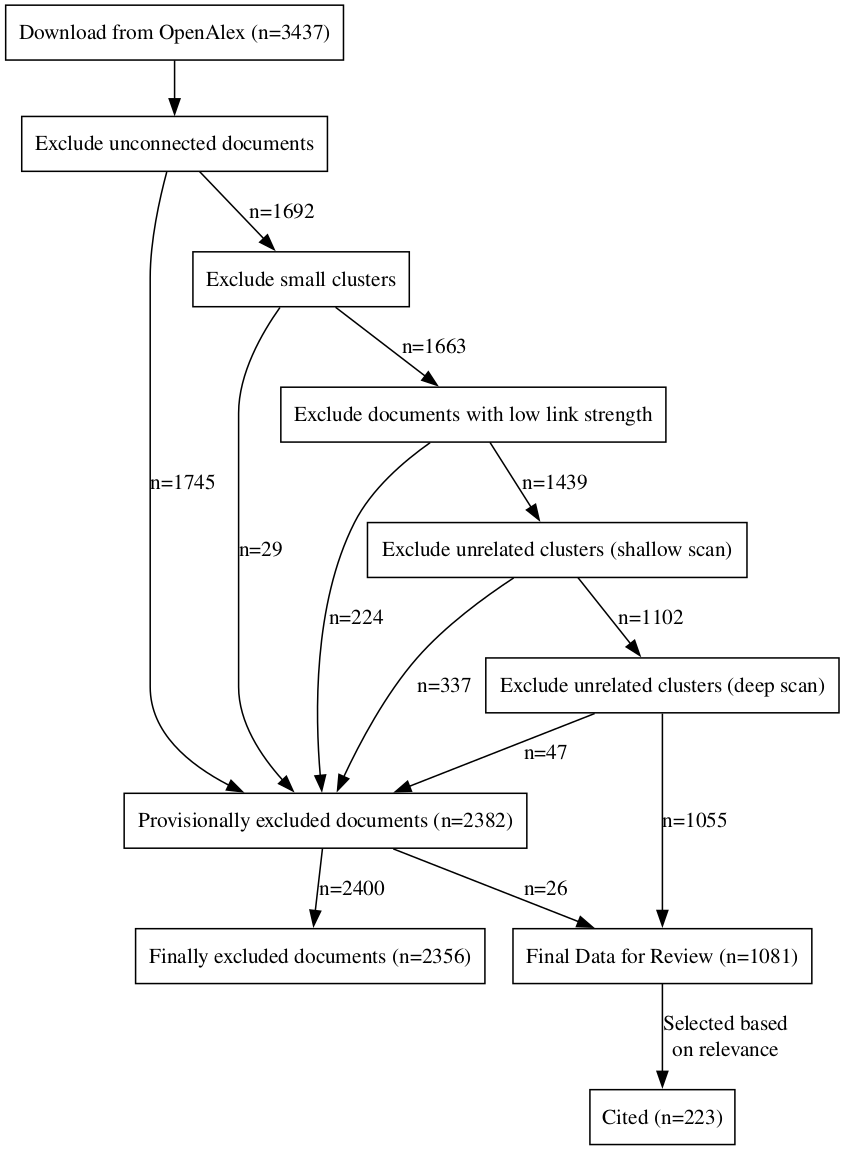 Download from OpenAlex (n=3437)
Exclude unconnected documents
n=1692
Exclude small clusters
n=1663
Exclude documents with low link strength
n=1745
n=1439
n=29
Exclude unrelated clusters (shallow scan)
n=224
n=1102
n=337
Exclude unrelated clusters (deep scan)
n=47
Provisionally excluded documents (n=2382)
n=1055
n=2400
n=26
Finally excluded documents (n=2356)
Final Data for Review (n=1081)
Selected based
on relevance
Cited (n=223)